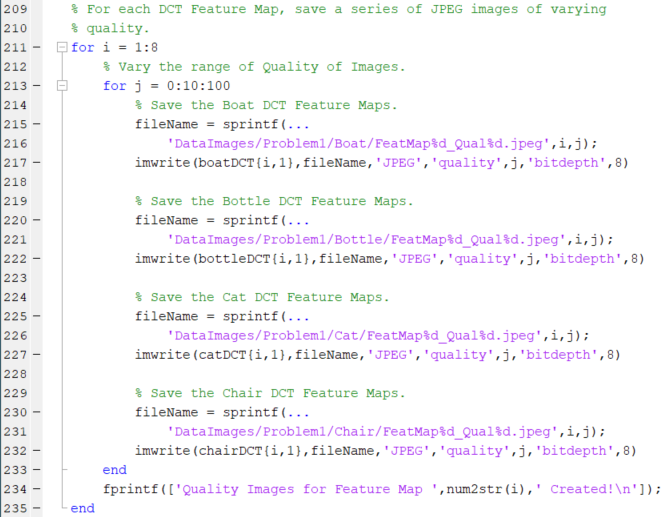 209 % For each DCT Feature Map, save a series of JPEG images of varying
210 % quality.
211 – for i = 1:8
212 % Vary the range of Quality of Images.
213 – for j = 0:10:100
214 % Save the Boat DCT Feature Maps.
215 – fileName = sprintf(...
216 'DataImages/Problem1/Boat/FeatMap%d_Qual%d.jpeg',i,j);
217 – imwrite(boatDCT{i,1},fileName,'JPEG','quality',j,'bitdepth',8)
218
219 % Save the Bottle DCT Feature Maps.
220 – fileName = sprintf(...
221 'DataImages/Problem1/Bottle/FeatMap%d_Qual%d.jpeg',i,j);
222 – imwrite(bottleDCT{i,1},fileName,'JPEG','quality',j,'bitdepth',8)
223
224 % Save the Cat DCT Feature Maps.
225 – fileName = sprintf(...
226 'DataImages/Problem1/Cat/FeatMap%d_Qual%d.jpeg',i,j);
227 – imwrite(catDCT{i,1},fileName,'JPEG','quality',j,'bitdepth',8)
228
229 % Save the Chair DCT Feature Maps.
230 – fileName = sprintf(...
231 'DataImages/Problem1/Chair/FeatMap%d_Qual%d.jpeg',i,j);
232 – imwrite(chairDCT{i,1},fileName,'JPEG','quality',j,'bitdepth',8)
233 – end
234 – fprintf(['Quality Images for Feature Map ',num2str(i),' Created!\n']);
235 – end